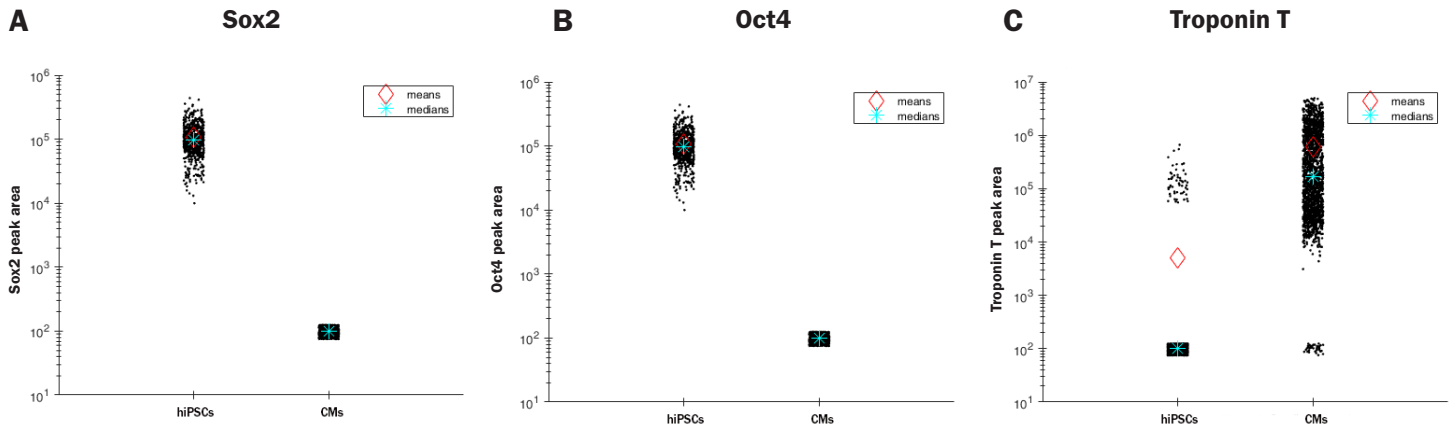 A Sox2
Sox2 peak area
10^6
10^5
10^4
10^3
10^2
10^1
means
medians
hiPSCs CMs
B Oct4
Oct4 peak area
10^6
10^5
10^4
10^3
10^2
10^1
means
medians
hiPSCs CMs
C Troponin T
Troponin T peak area
10^7
10^6
10^5
10^4
10^3
10^2
10^1
means
medians
hiPSCs CMs